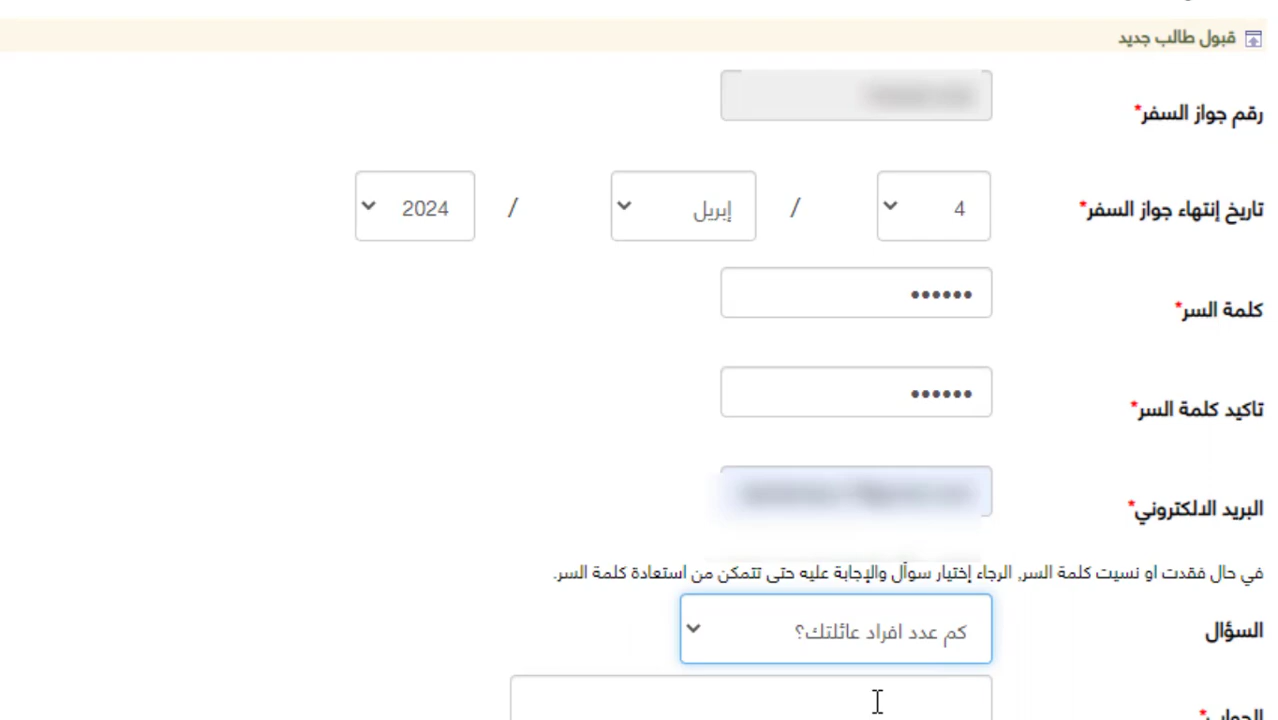 قبول طالب جديد
رقم جواز السفر*
تاريخ إنتهاء جواز السفر* 4 / إبريل / 2024
كلمة السر* ••••••
تاكيد كلمة السر* ••••••
البريد الالكتروني*
في حال فقدت او نسيت كلمة السر, الرجاء إختيار سوآل والإجابة عليه حتى تتمكن من استعادة كلمة السر.
السؤال كم عدد افراد عائلتك؟
الجواب*